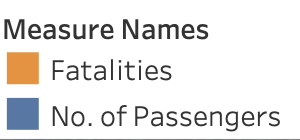 Measure Names
Fatalities
No. of Passengers